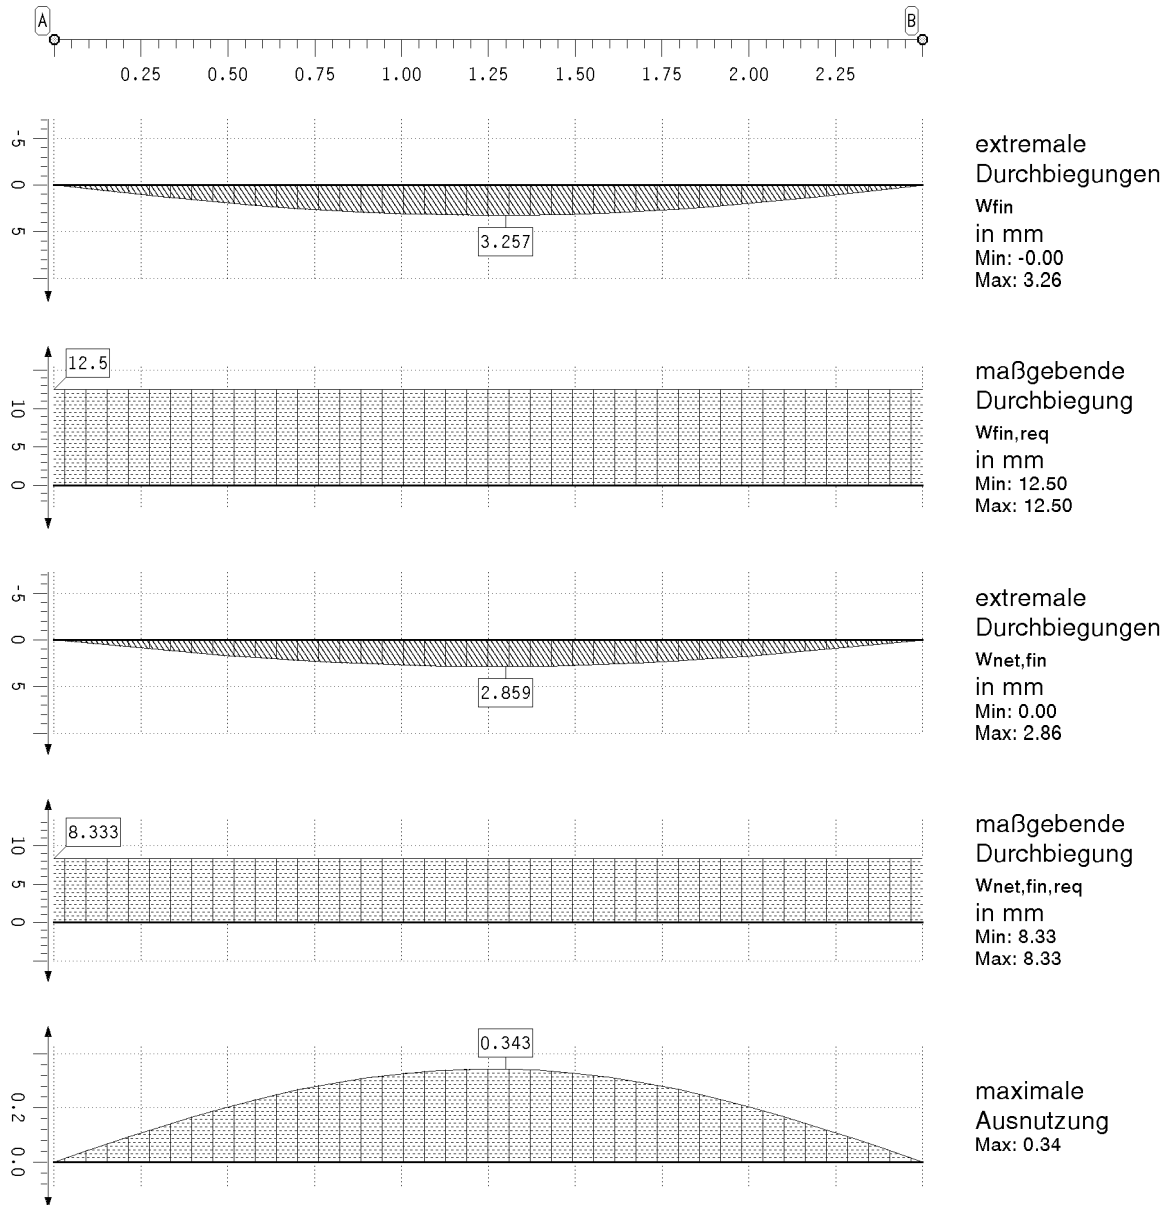 A
B
0.25 0.50 0.75 1.00 1.25 1.50 1.75 2.00 2.25
-5
0
5
3.257
extremale
Durchbiegungen
Wfin
in mm
Min: -0.00
Max: 3.26
12.5
10
5
0
maßgebende
Durchbiegung
Wfin,req
in mm
Min: 12.50
Max: 12.50
-5
0
5
2.859
extremale
Durchbiegungen
Wnet,fin
in mm
Min: 0.00
Max: 2.86
8.333
10
5
0
maßgebende
Durchbiegung
Wnet,fin,req
in mm
Min: 8.33
Max: 8.33
0.343
0.2
0.0
maximale
Ausnutzung
Max: 0.34